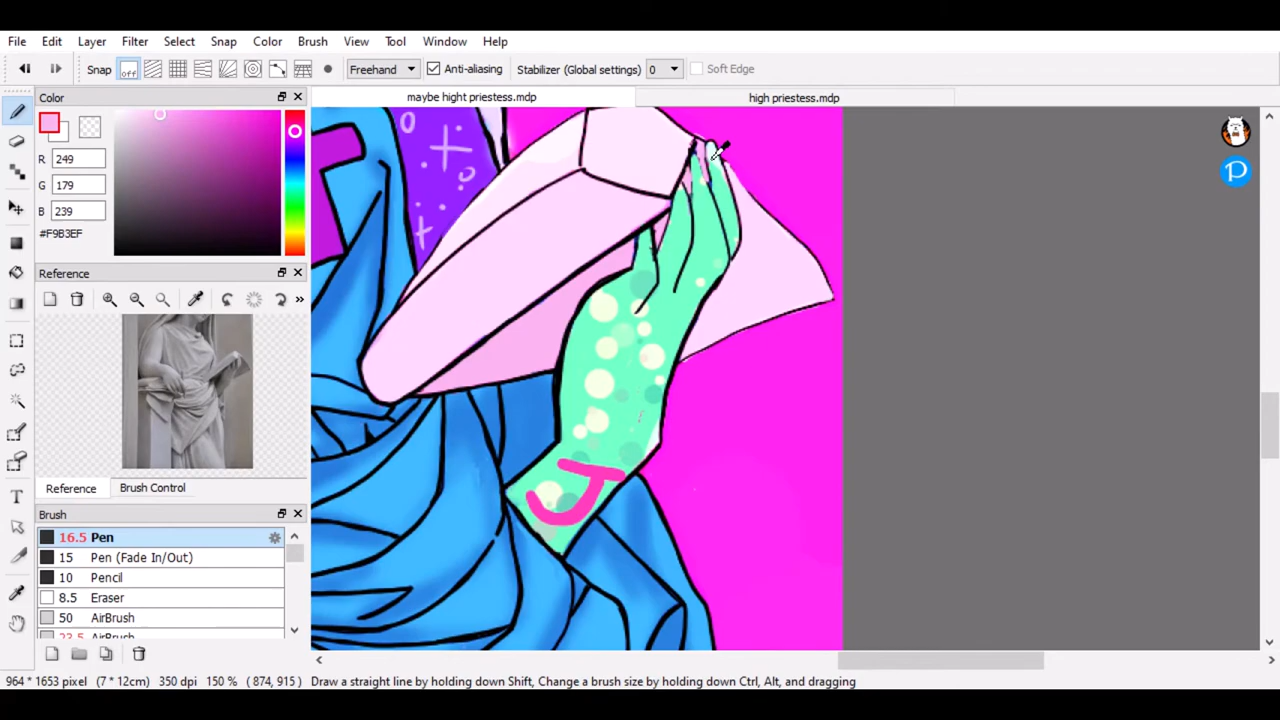 File Edit Layer Filter Select Snap Color Brush View Tool Window Help
Snap off Freehand Anti-aliasing Stabilizer (Global settings) 0 Soft Edge
Color
maybe hight priestess.mdp high priestess.mdp
R 249
G 179
B 239
#F9B3EF
Reference
Reference Brush Control
Brush
16.5 Pen
15 Pen (Fade In/Out)
10 Pencil
8.5 Eraser
50 AirBrush
23.5 AirBrush
J
P
964 * 1653 pixel (7 * 12cm) 350 dpi 150 % ( 874, 915 ) Draw a straight line by holding down Shift, Change a brush size by holding down Ctrl, Alt, and dragging